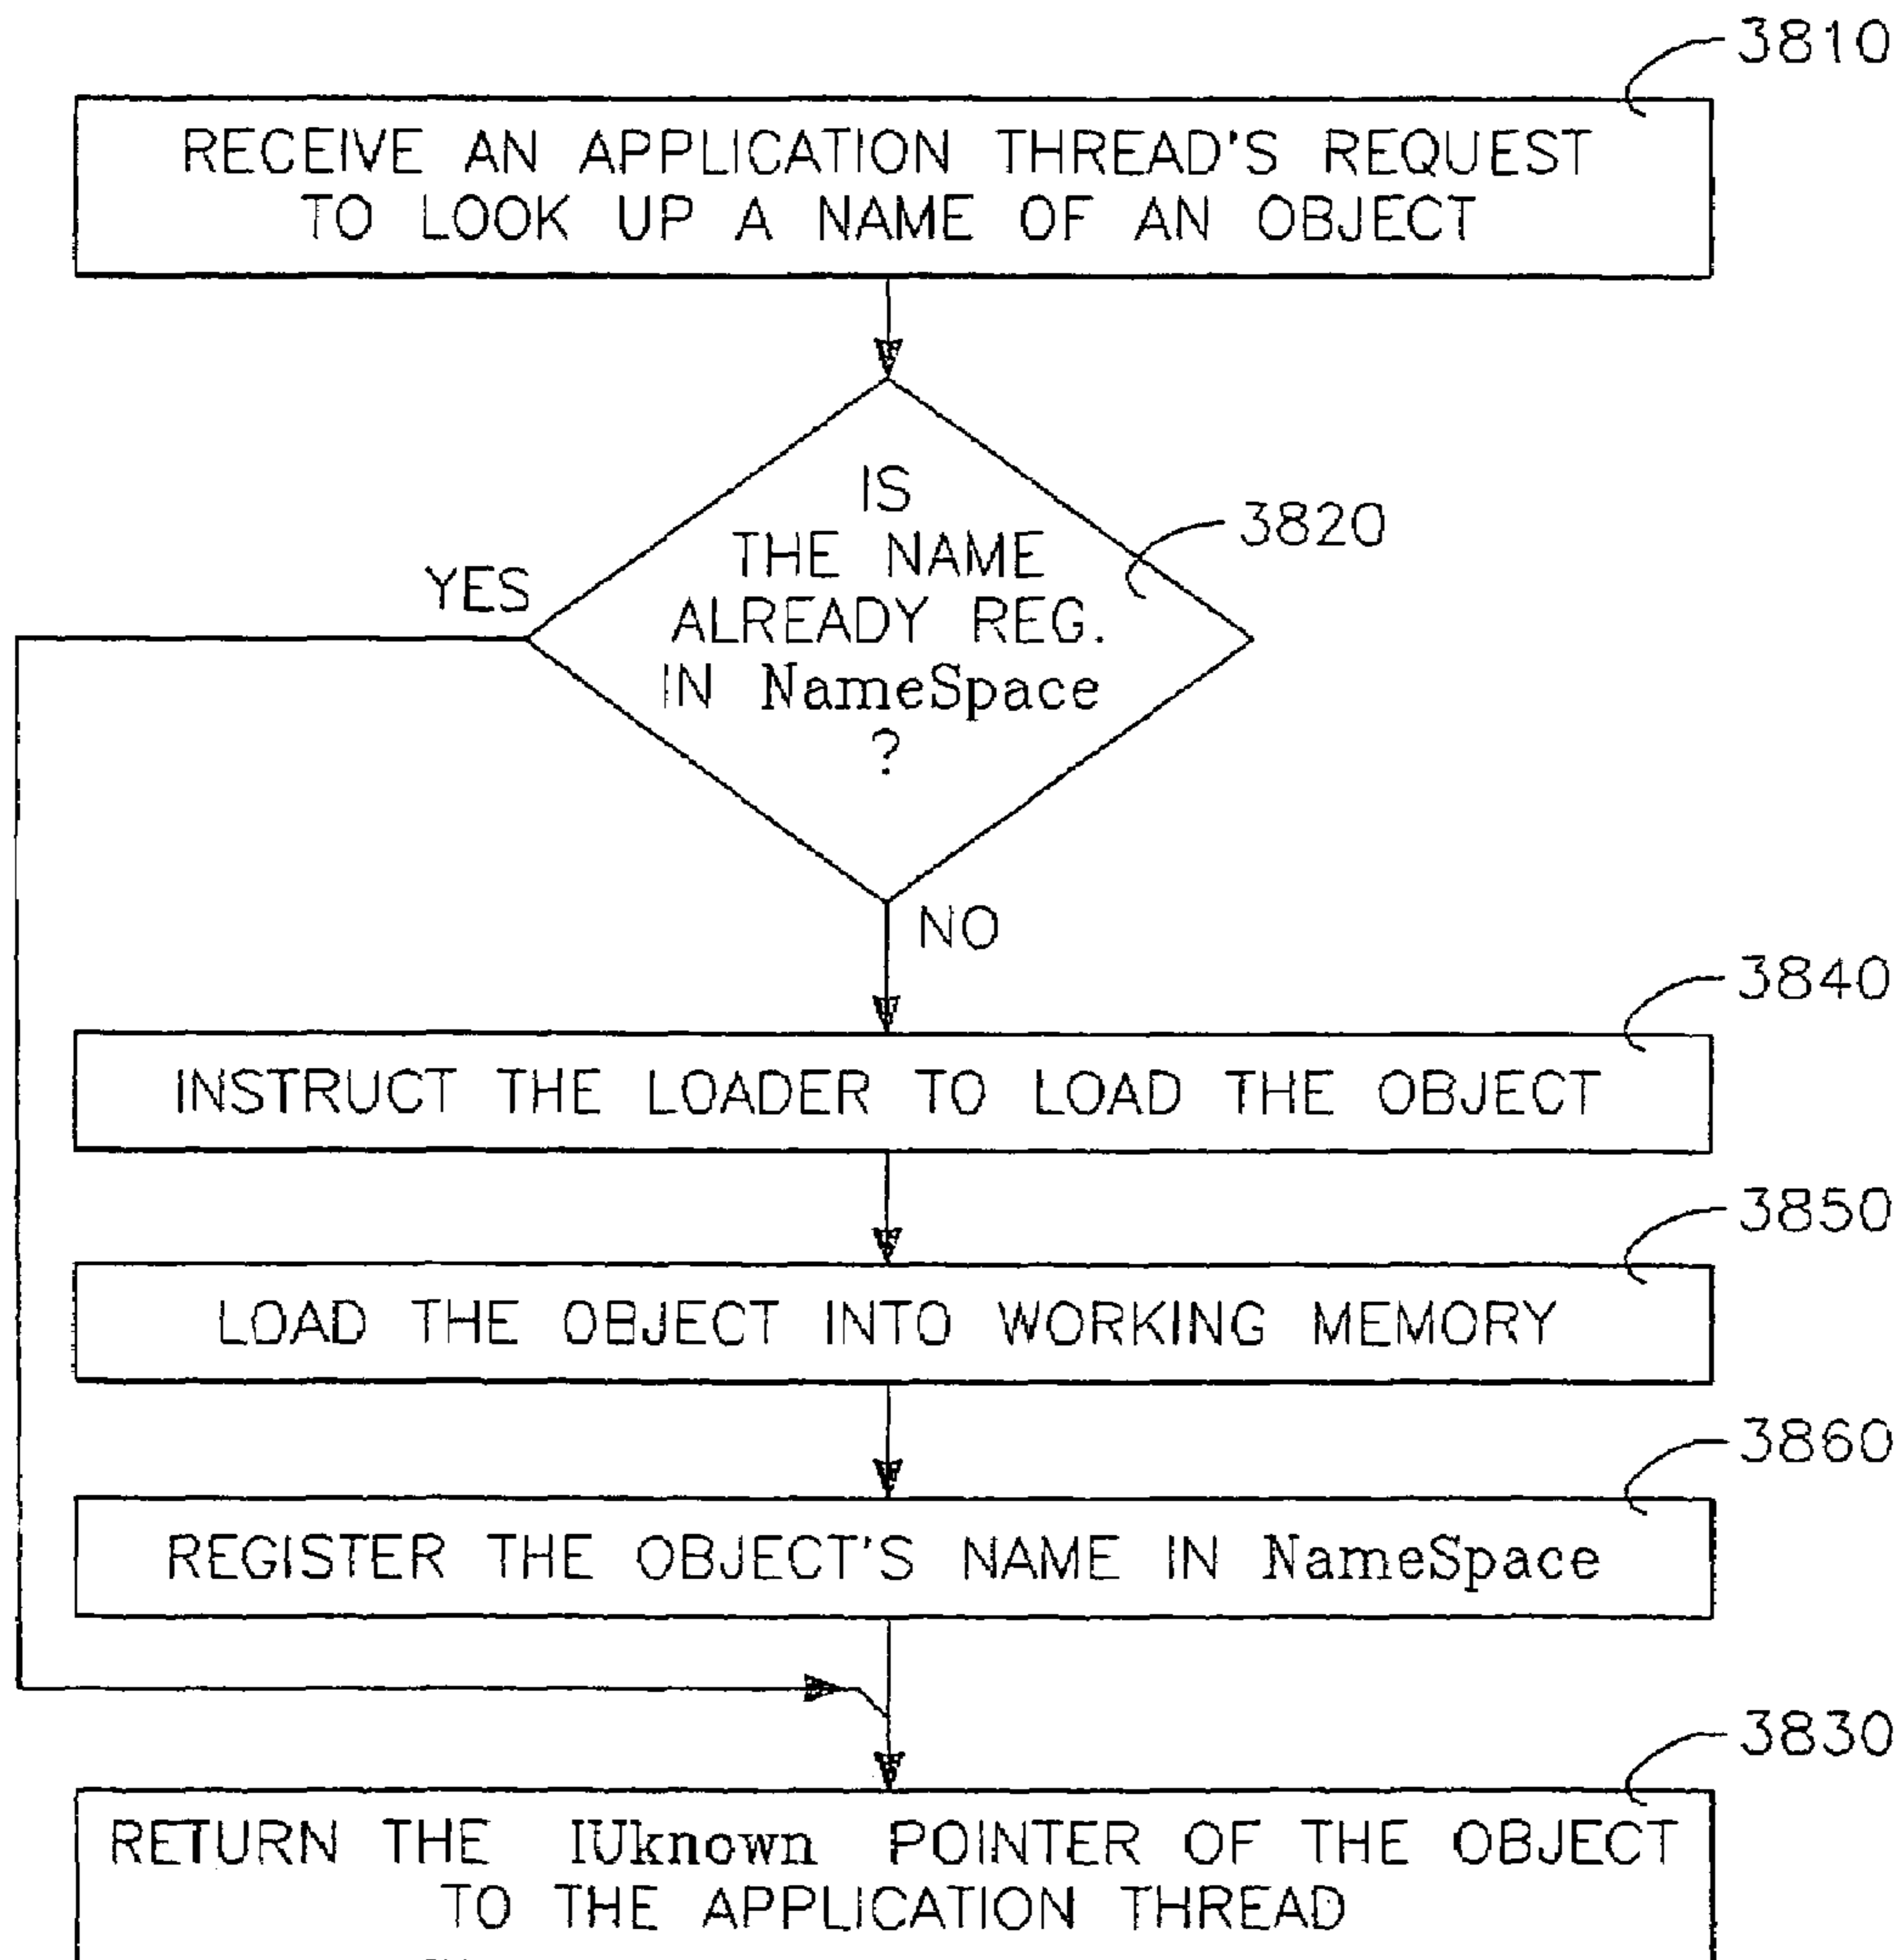 3810
RECEIVE AN APPLICATION THREAD'S REQUEST
TO LOOK UP A NAME OF AN OBJECT
IS
THE NAME
ALREADY REG.
IN NameSpace
?
3820
YES
NO
3840
INSTRUCT THE LOADER TO LOAD THE OBJECT
3850
LOAD THE OBJECT INTO WORKING MEMORY
3860
REGISTER THE OBJECT'S NAME IN NameSpace
3830
RETURN THE IUknown POINTER OF THE OBJECT
TO THE APPLICATION THREAD